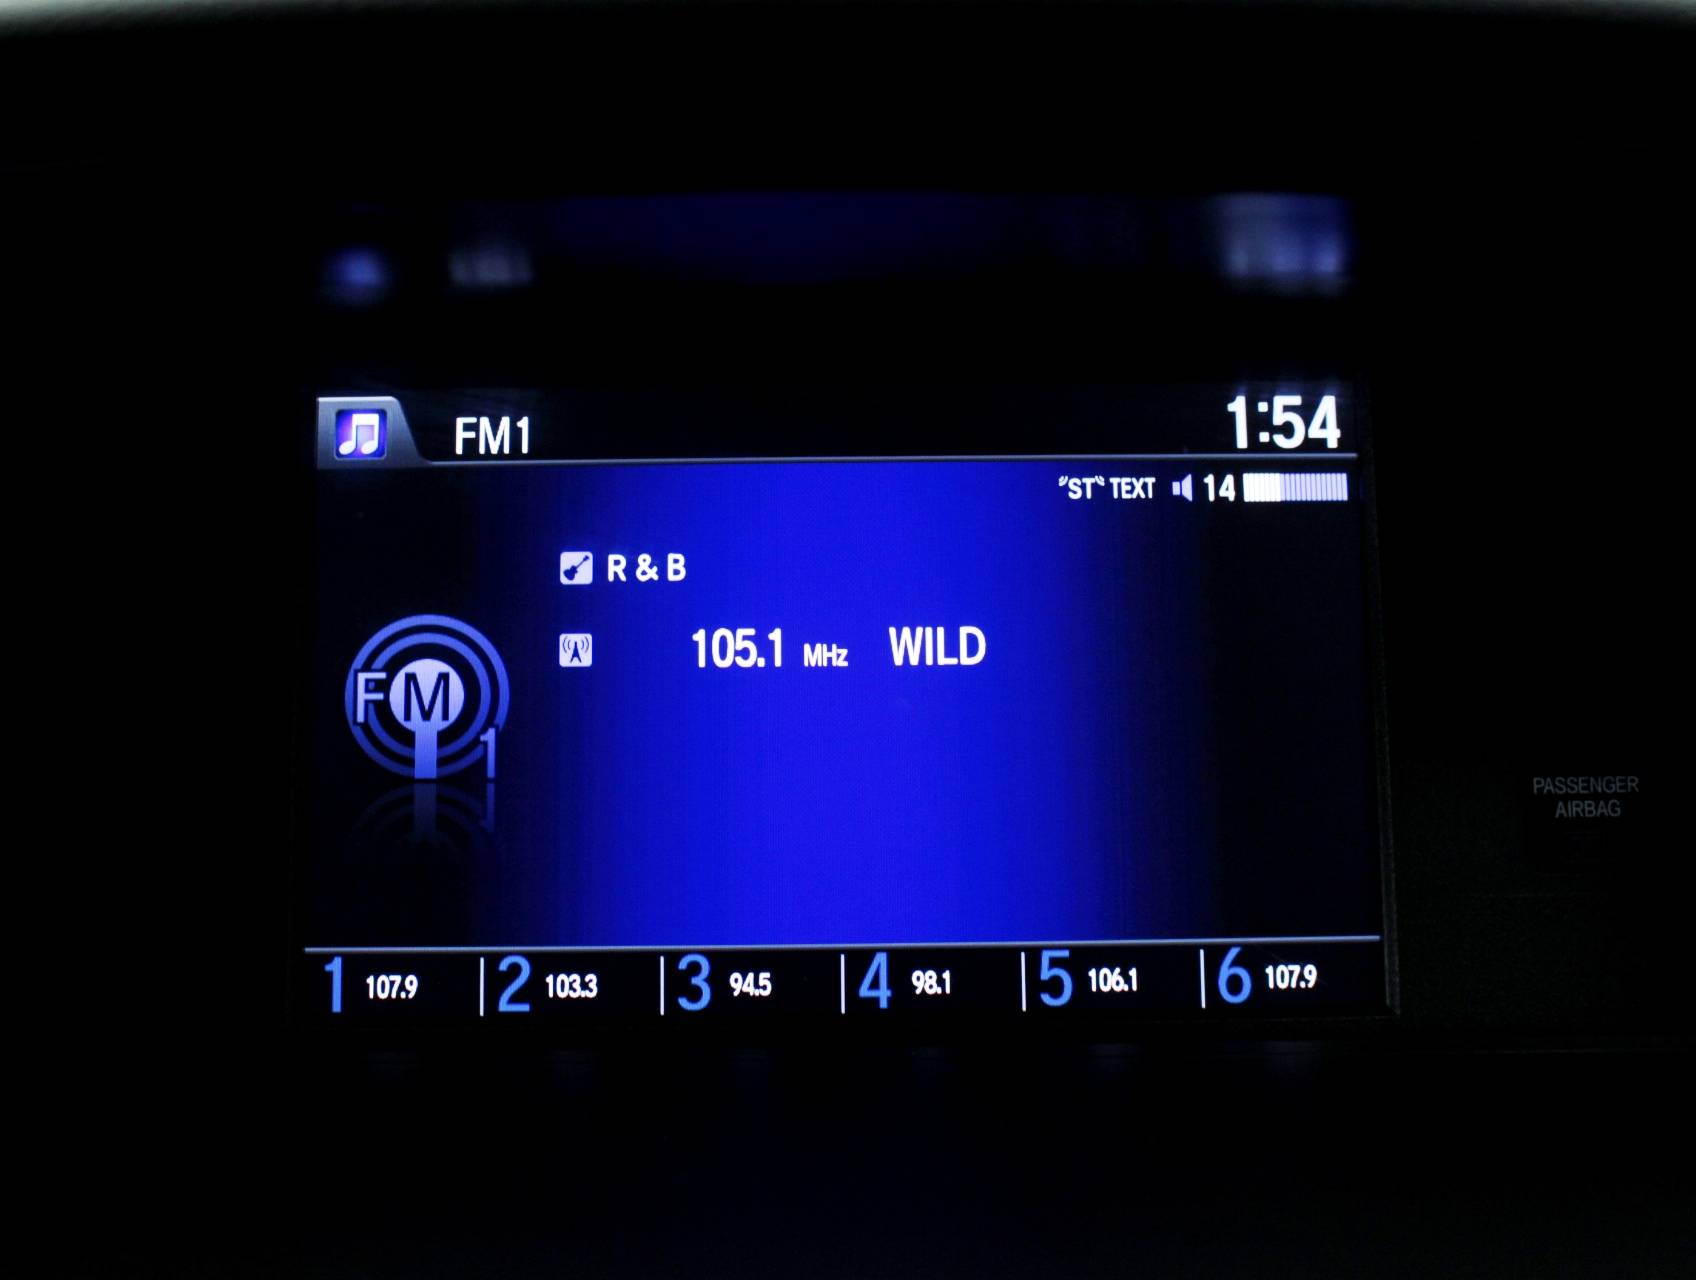 FM1
1:54
"ST" TEXT 14
R & B
105.1 MHz WILD
FM
1
PASSENGER
AIRBAG
1 107.9 2 103.3 3 94.5 4 98.1 5 106.1 6 107.9